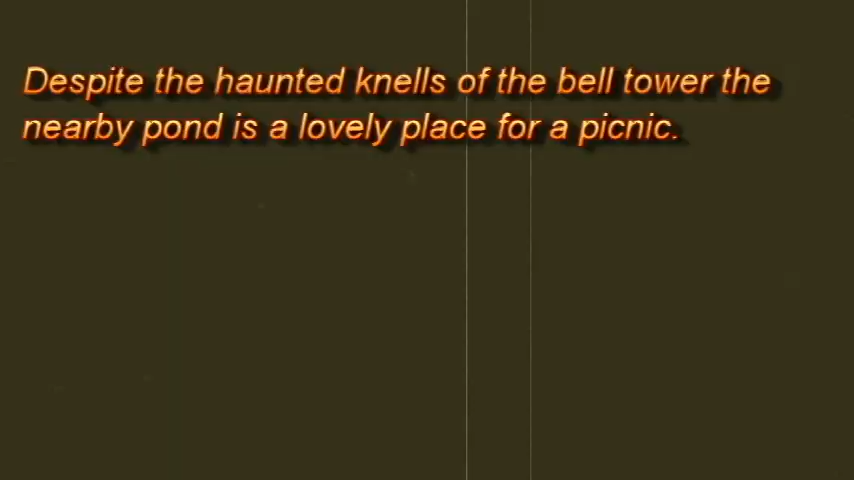 Despite the haunted knells of the bell tower the
nearby pond is a lovely place for a picnic.